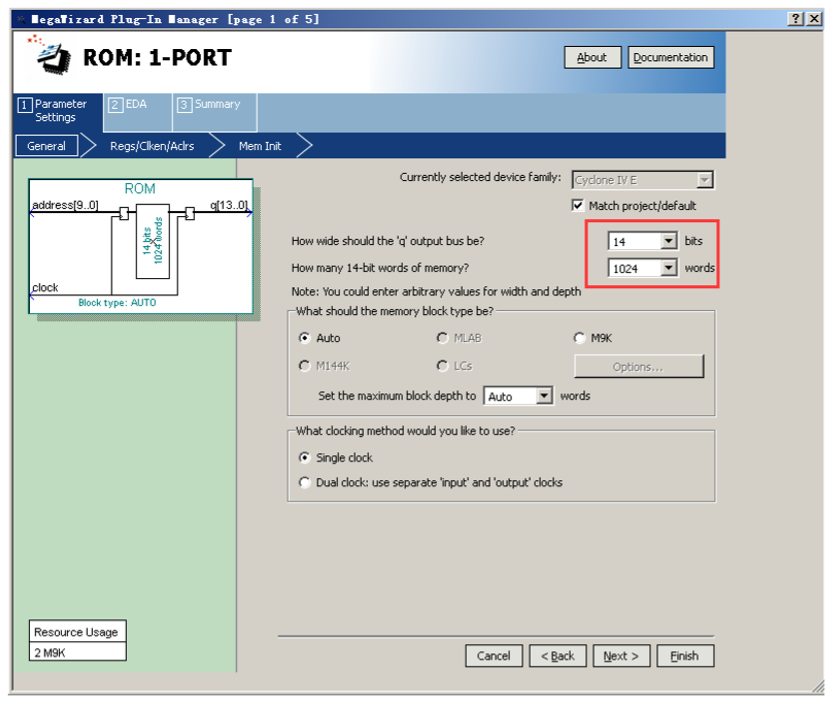 MegaWizard Plug-In Manager [page 1 of 5]
ROM: 1-PORT
About
Documentation
1 Parameter Settings
2 EDA
3 Summary
General
Regs/Clken/Aclrs
Mem Init
ROM
address[9..0]
q[13..0]
14 bits
1024 words
clock
Block type: AUTO
Currently selected device family:
Cyclone IV E
Match project/default
How wide should the 'q' output bus be?
14
bits
How many 14-bit words of memory?
1024
words
Note: You could enter arbitrary values for width and depth
What should the memory block type be?
Auto
MLAB
M9K
M144K
LCs
Options...
Set the maximum block depth to
Auto
words
What clocking method would you like to use?
Single clock
Dual clock: use separate 'input' and 'output' clocks
Resource Usage
2 M9K
Cancel
< Back
Next >
Finish